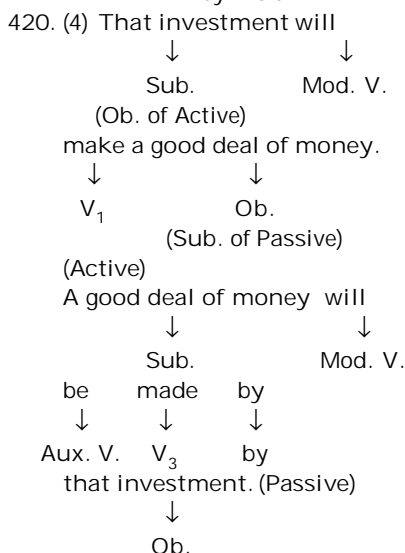 420. (4) That investment will
↓ ↓
Sub. Mod. V.
(Ob. of Active)
make a good deal of money.
↓ ↓
V₁ Ob.
(Sub. of Passive)
(Active)
A good deal of money will
↓ ↓
Sub. Mod. V.
be made by
↓ ↓ ↓
Aux. V. V₃ by
that investment. (Passive)
↓
Ob.